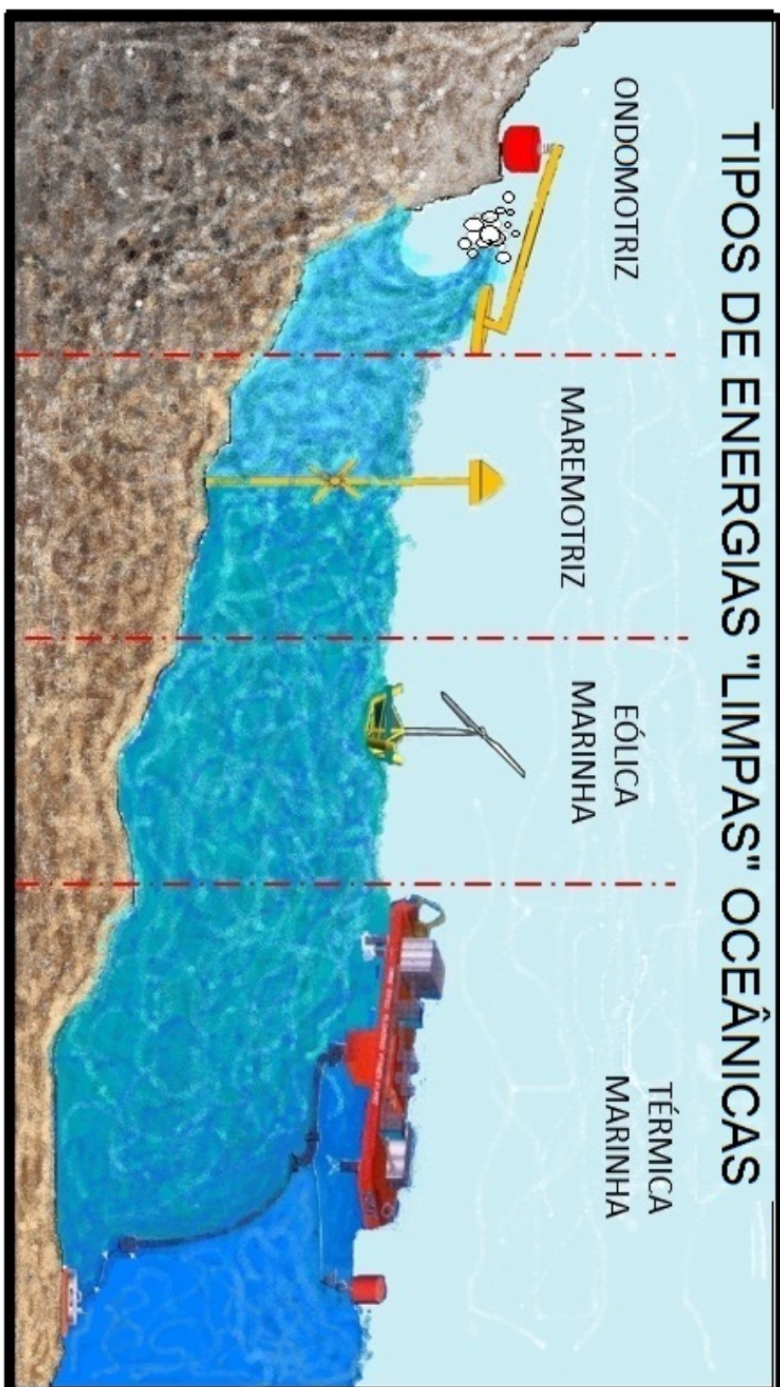 TIPOS DE ENERGIAS "LIMPAS" OCEÂNICAS
ONDOMOTRIZ
MAREMOTRIZ
EÓLICA
MARINHA
TÉRMICA
MARINHA